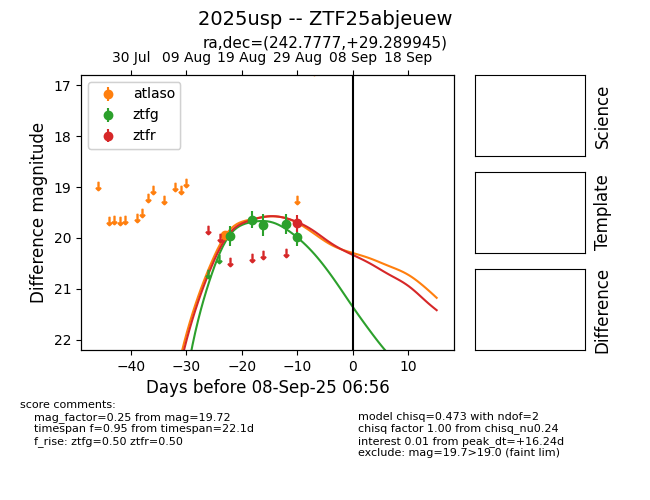 2025usp -- ZTF25abjeuew
ra,dec=(242.7777,+29.289945)
30 Jul 09 Aug 19 Aug 29 Aug 08 Sep 18 Sep
atlaso
ztfg
ztfr
17
18
19
20
21
22
Difference magnitude
−40 −30 −20 −10 0 10
Days before 08-Sep-25 06:56
Science
Template
Difference
score comments:
mag_factor=0.25 from mag=19.72
timespan f=0.95 from timespan=22.1d
f_rise: ztfg=0.50 ztfr=0.50
model chisq=0.473 with ndof=2
chisq factor 1.00 from chisq_nu0.24
interest 0.01 from peak_dt=+16.24d
exclude: mag=19.7>19.0 (faint lim)